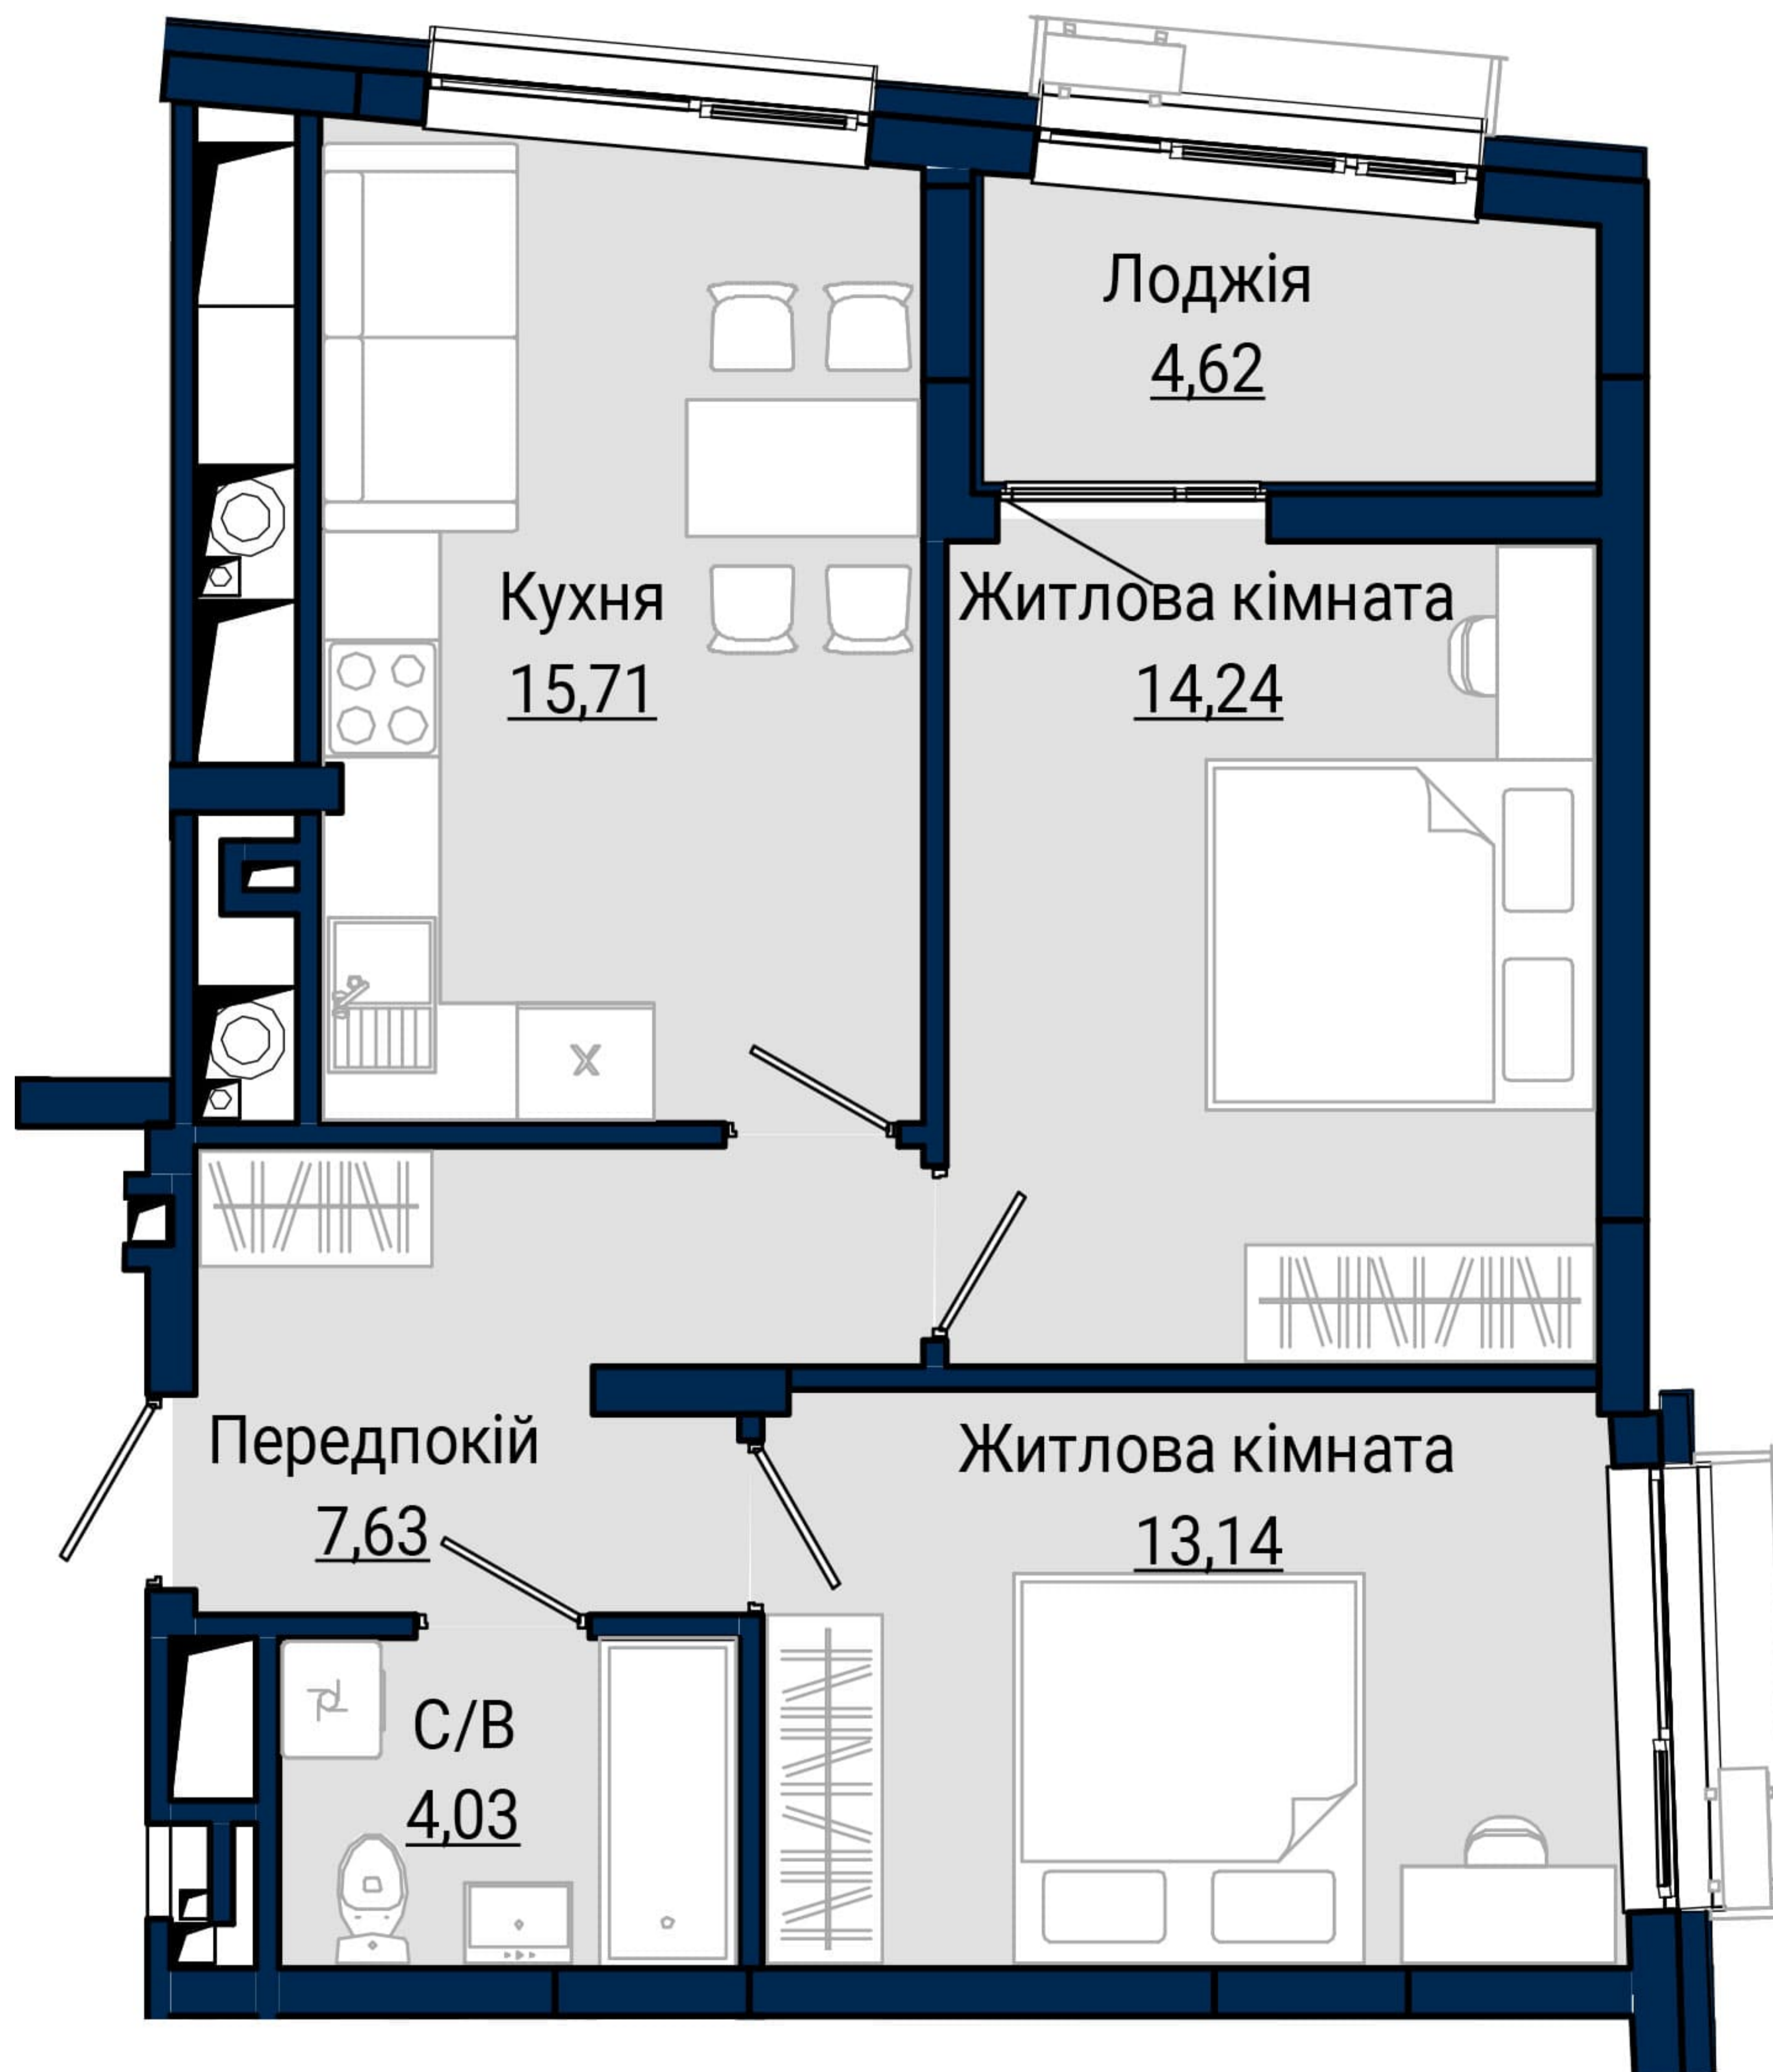 Лоджія
4,62
Кухня
15,71
Житлова кімната
14,24
X
Передпокій
7,63
Житлова кімната
13,14
С/В
4,03